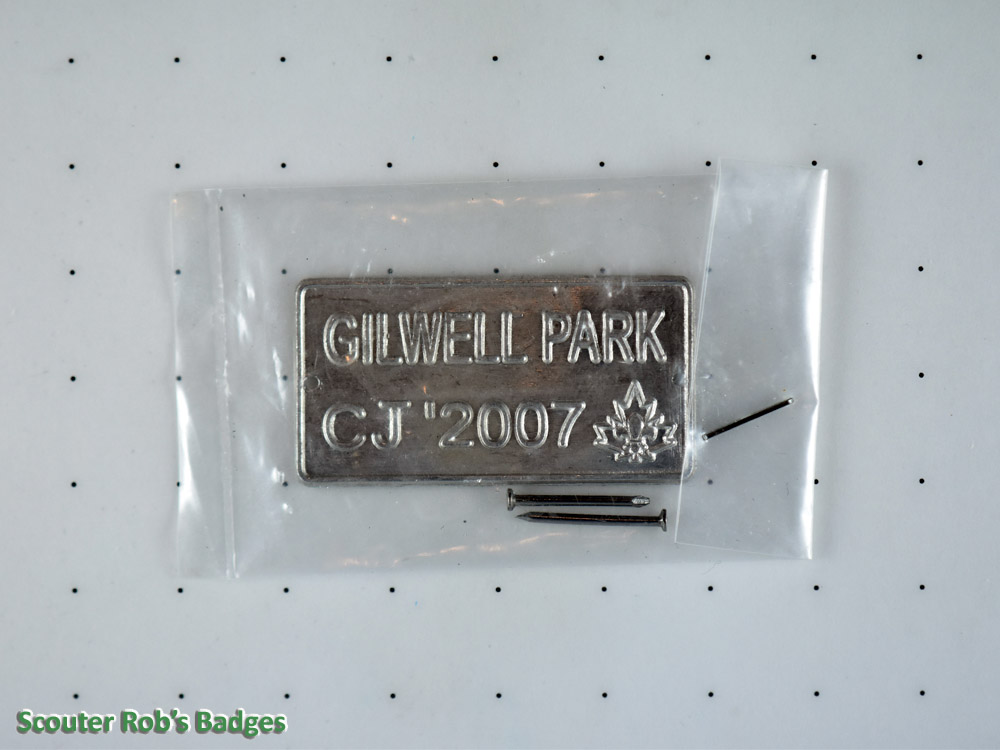 GILWELL PARK
CJ '2007
Scouter Rob's Badges